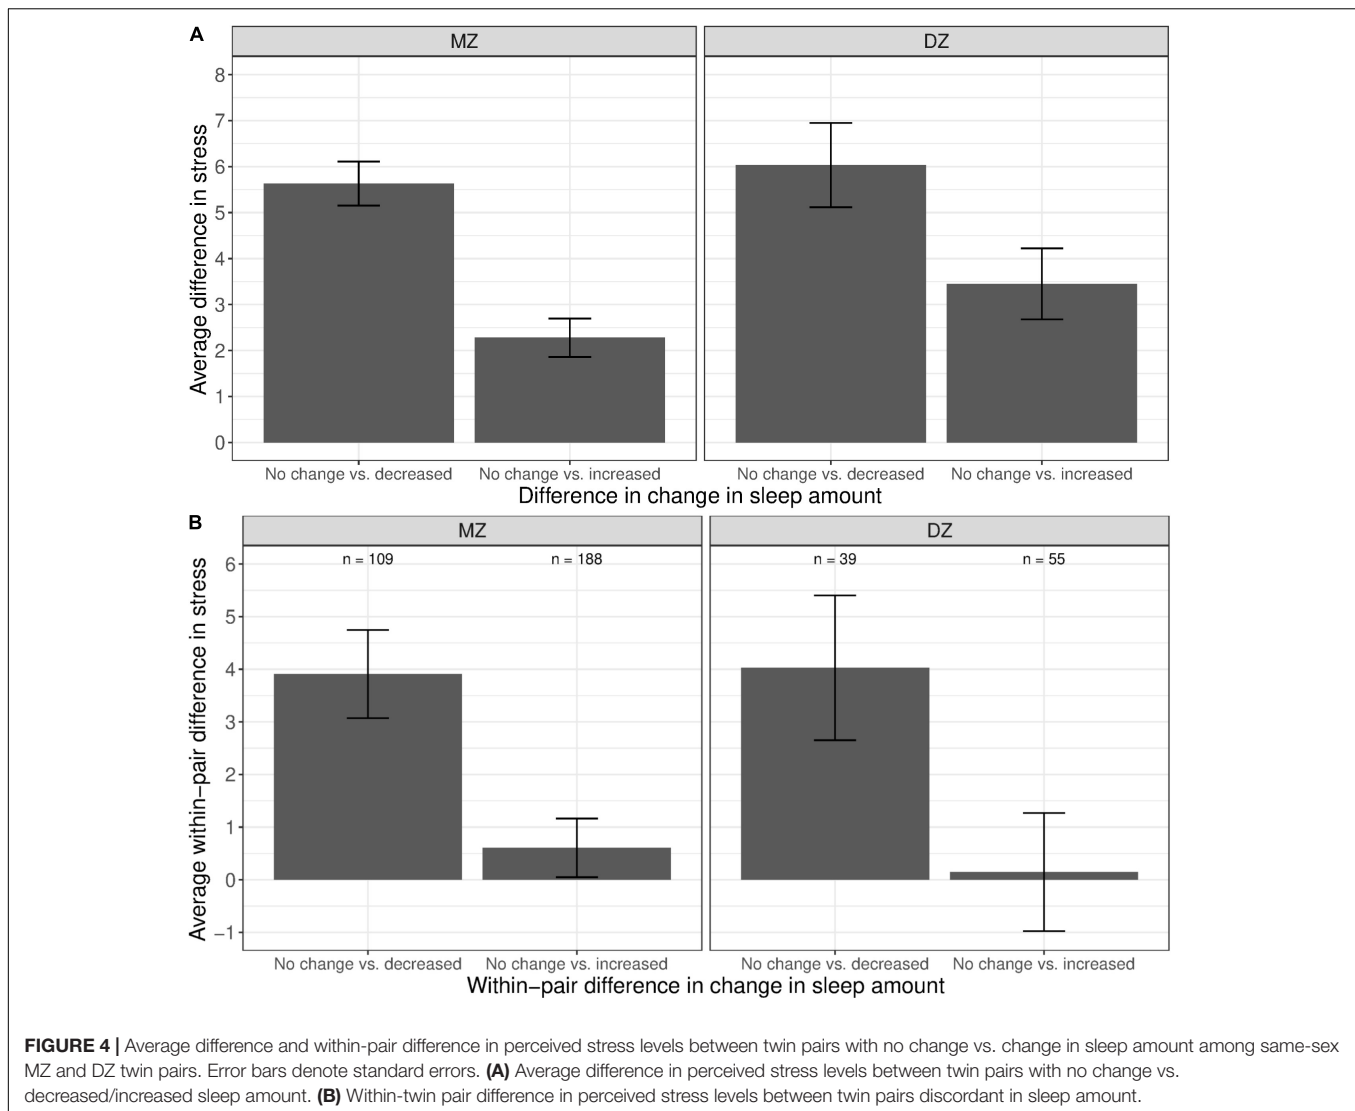 A
MZ
DZ
Average difference in stress
8
7
6
5
4
3
2
1
0
No change vs. decreased
No change vs. increased
No change vs. decreased
No change vs. increased
Difference in change in sleep amount
B
MZ
DZ
Average within−pair difference in stress
n = 109
n = 188
n = 39
n = 55
6
5
4
3
2
1
0
−1
No change vs. decreased
No change vs. increased
No change vs. decreased
No change vs. increased
Within−pair difference in change in sleep amount
FIGURE 4 | Average difference and within-pair difference in perceived stress levels between twin pairs with no change vs. change in sleep amount among same-sex
MZ and DZ twin pairs. Error bars denote standard errors. (A) Average difference in perceived stress levels between twin pairs with no change vs.
decreased/increased sleep amount. (B) Within-twin pair difference in perceived stress levels between twin pairs discordant in sleep amount.